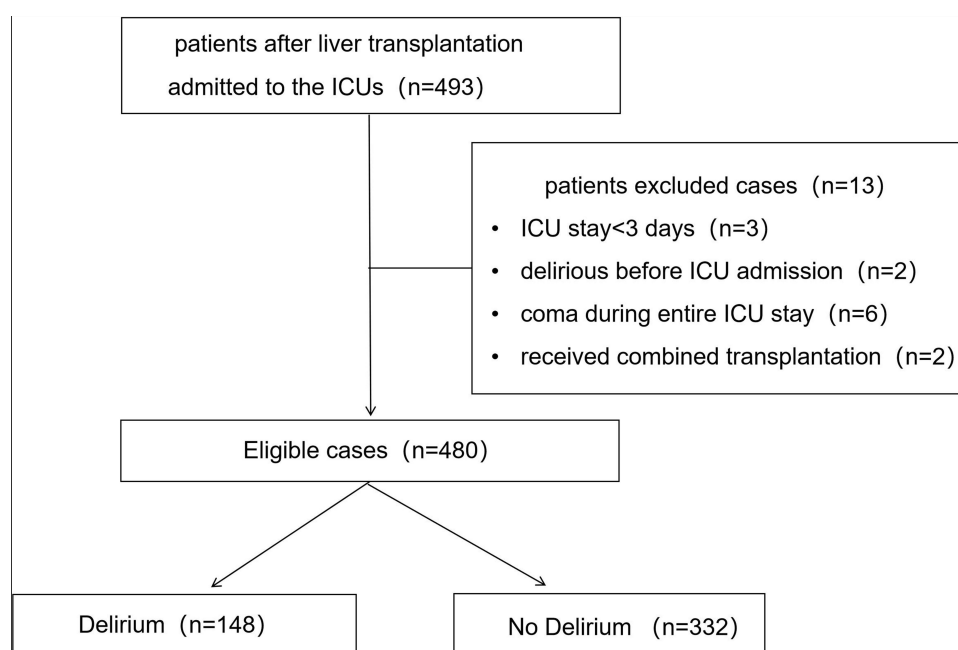 patients after liver transplantation
admitted to the ICUs（n=493）
patients excluded cases（n=13）
• ICU stay<3 days（n=3）
• delirious before ICU admission（n=2）
• coma during entire ICU stay（n=6）
• received combined transplantation（n=2）
Eligible cases（n=480）
Delirium（n=148）
No Delirium （n=332）